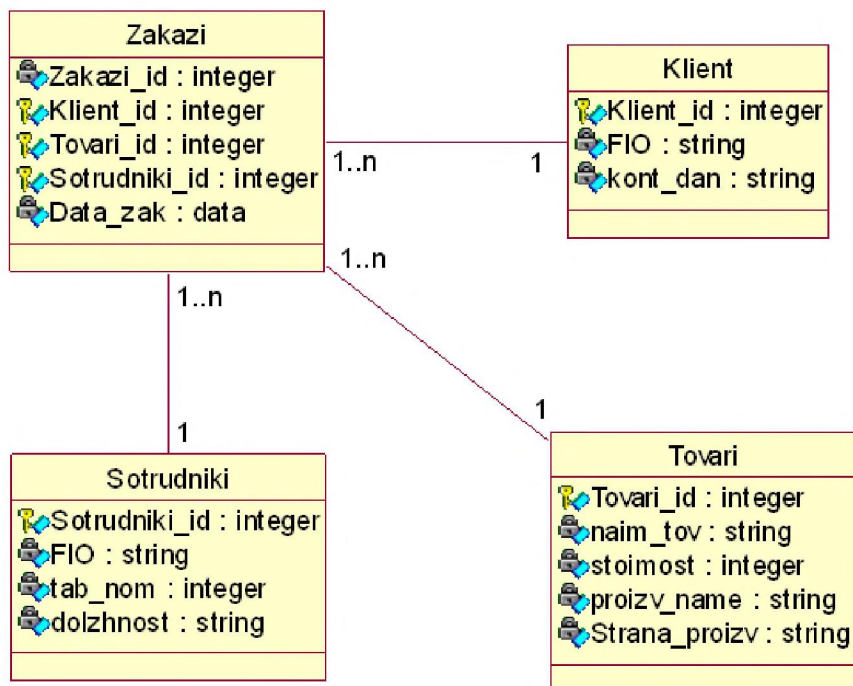 Zakazi
Zakazi_id : integer
Klient_id : integer
Tovari_id : integer
Sotrudniki_id : integer
Data_zak : data
Klient
Klient_id : integer
FIO : string
kont_dan : string
1..n
1
1..n
1..n
1
1
Sotrudniki
Sotrudniki_id : integer
FIO : string
tab_nom : integer
dolzhnost : string
Tovari
Tovari_id : integer
naim_tov : string
stoimost : integer
proizv_name : string
Strana_proizv : string